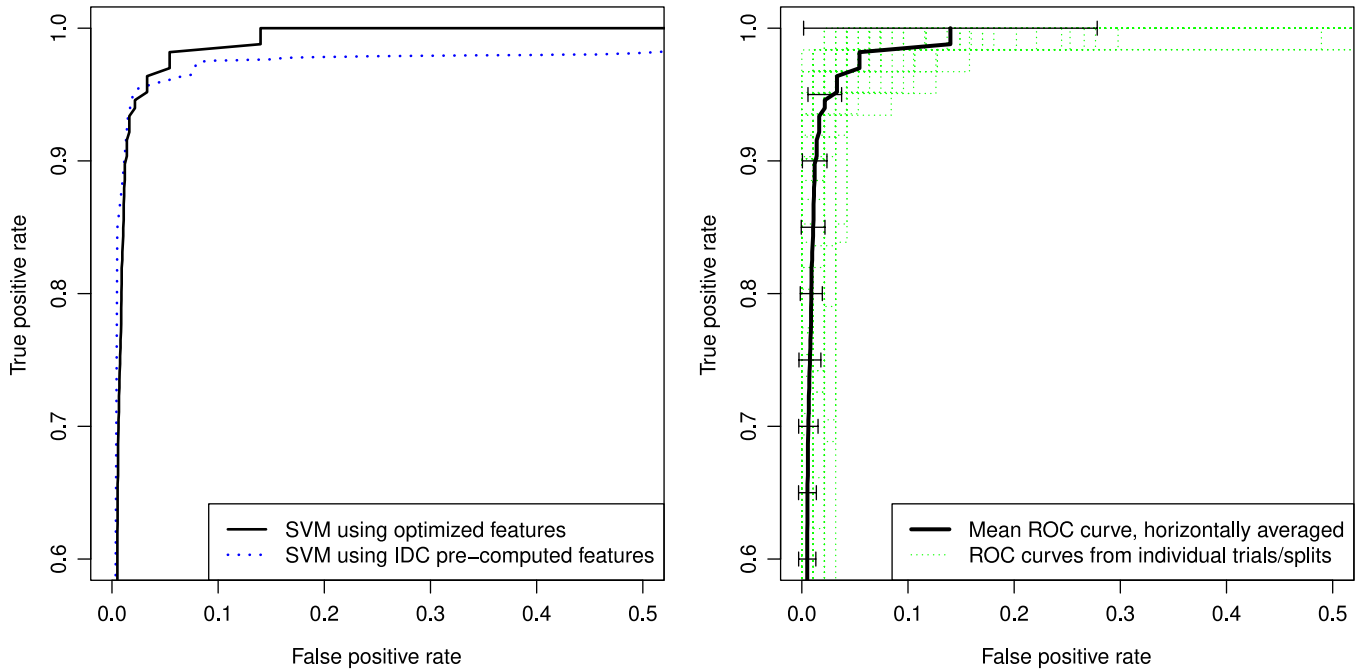 1.0
0.9
0.8
0.7
0.6
True positive rate
SVM using optimized features
SVM using IDC pre-computed features
0.0 0.1 0.2 0.3 0.4 0.5
False positive rate
1.0
0.9
0.8
0.7
0.6
True positive rate
Mean ROC curve, horizontally averaged
ROC curves from individual trials/splits
0.0 0.1 0.2 0.3 0.4 0.5
False positive rate